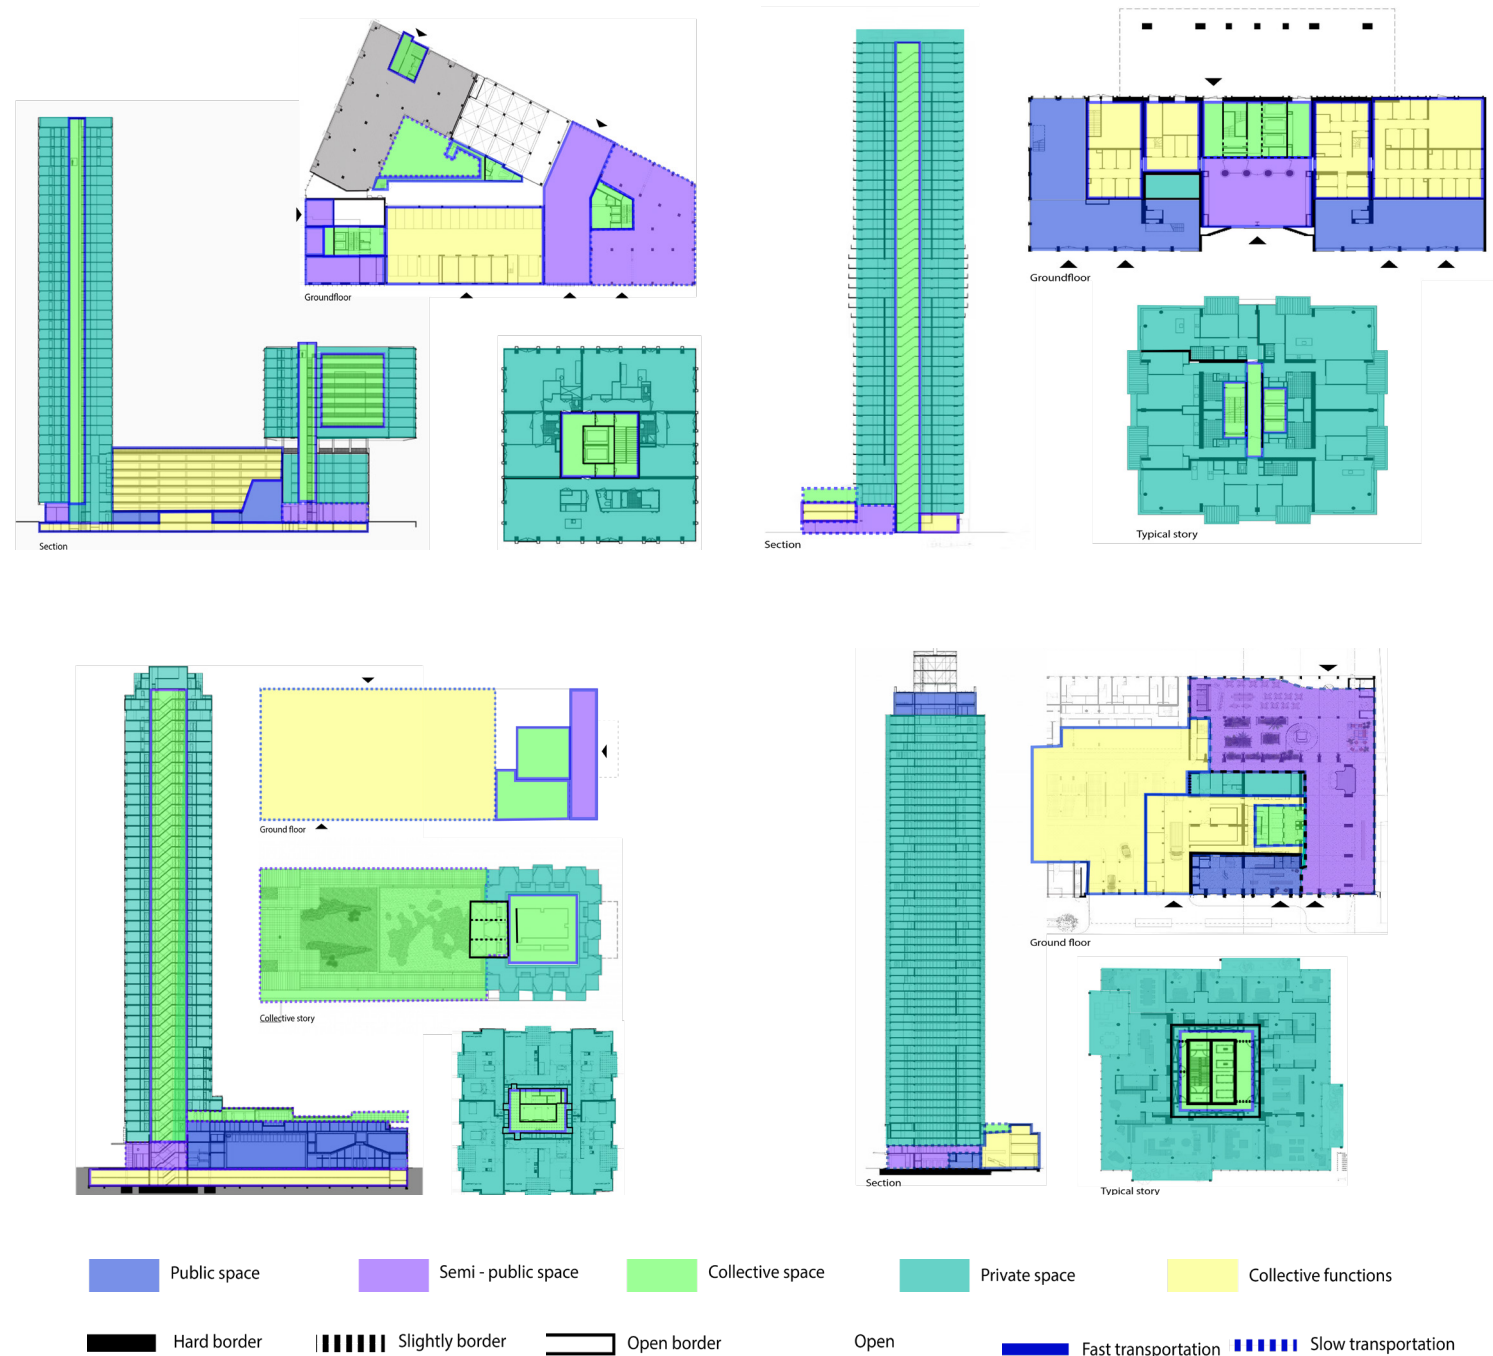 Groundfloor
Section
Groundfloor
Typical story
Section
Ground floor
Collective story
Ground floor
Section
Typical story
Public space
Semi - public space
Collective space
Private space
Collective functions
Hard border
Slightly border
Open border
Open
Fast transportation
Slow transportation